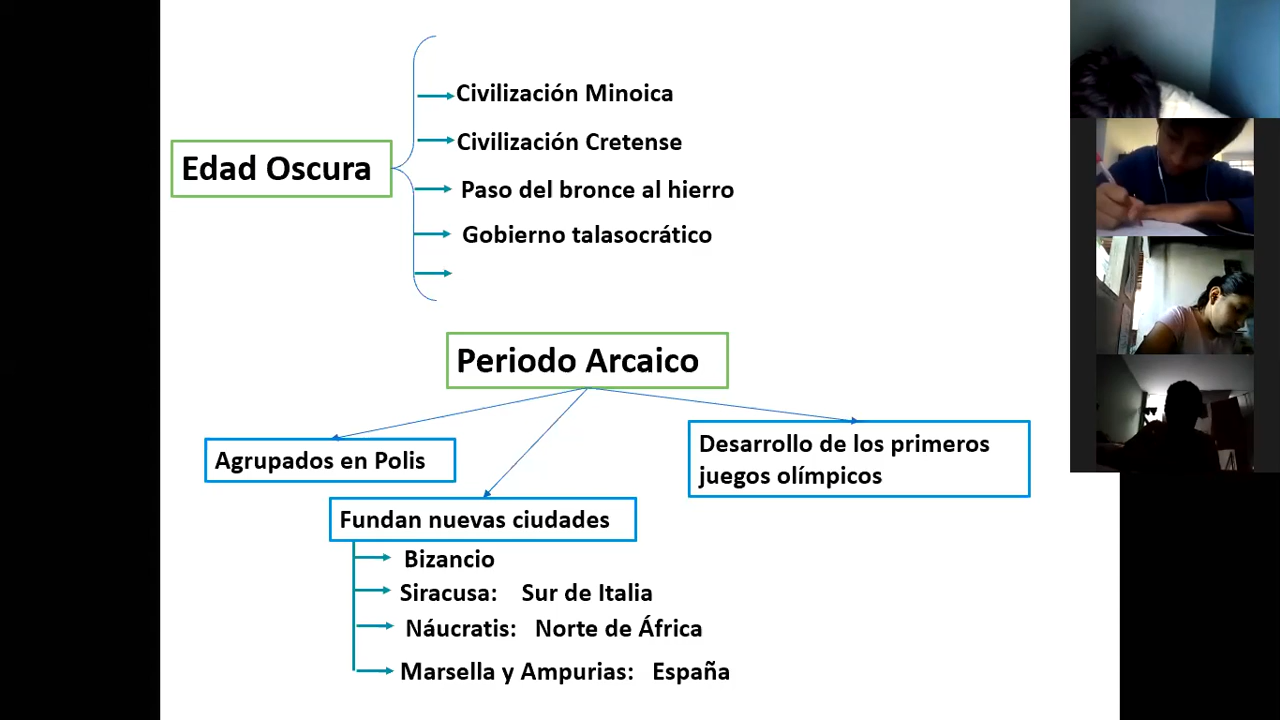 Civilización Minoica
Civilización Cretense
Edad Oscura
Paso del bronce al hierro
Gobierno talasocrático
Periodo Arcaico
Agrupados en Polis
Desarrollo de los primeros
juegos olímpicos
Fundan nuevas ciudades
Bizancio
Siracusa: Sur de Italia
Náucratis: Norte de África
Marsella y Ampurias: España